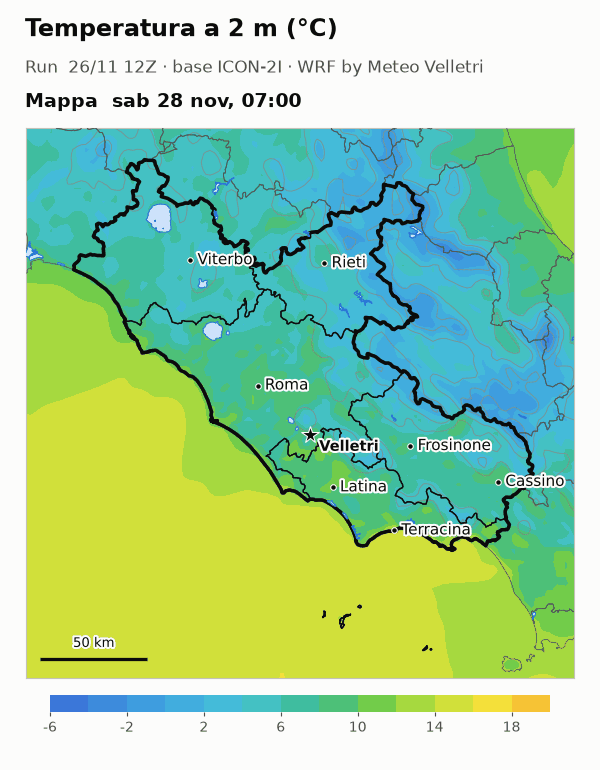 Temperatura a 2 m (°C)
Run  26/11 12Z · base ICON-2I · WRF by Meteo Velletri
Mappa  sab 28 nov, 07:00
Viterbo
Rieti
Roma
Velletri
Frosinone
Latina
Cassino
Terracina
50 km
-6 -2 2 6 10 14 18